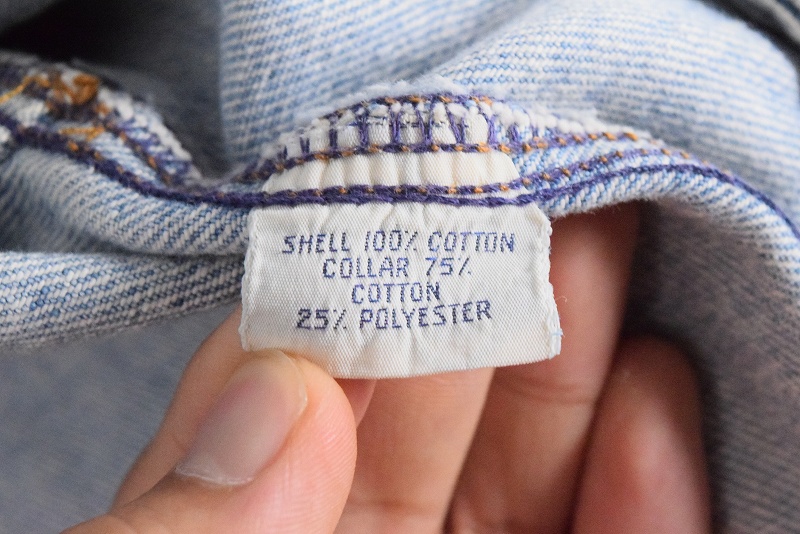 SHELL 100% COTTON
COLLAR 75%
COTTON
25% POLYESTER